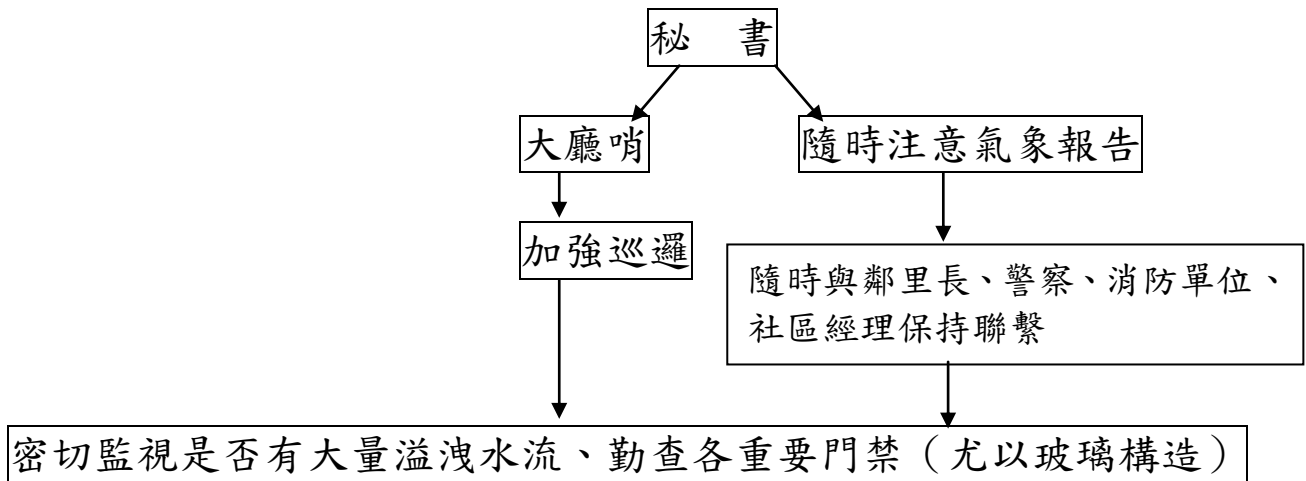 秘 書
大廳哨
隨時注意氣象報告
加強巡邏
隨時與鄰里長、警察、消防單位、
社區經理保持聯繫
密切監視是否有大量溢洩水流、勤查各重要門禁（尤以玻璃構造）